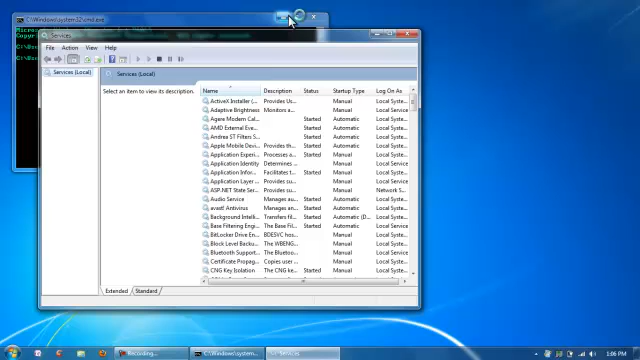 C:\Windows\system32\cmd.exe
Services
File Action View Help
Services (Local)
Services (Local)
Select an item to view its description.
Name Description Status Startup Type Log On As
ActiveX Installer (... Provides Us... Manual Local Syste...
Adaptive Brightness Monitors a... Manual Local Service
Agere Modem Cal... Started Automatic Local Syste...
AMD External Eve... Started Automatic Local Syste...
Andrea ST Filters S... Started Automatic Local Syste...
Apple Mobile Devi... Provides th... Started Automatic Local Syste...
Application Experi... Processes a... Started Manual Local Syste...
Application Identity Determines ... Manual Local Service
Application Infor... Facilitates t... Started Manual Local Syste...
Application Layer ... Provides su... Manual Local Service
ASP.NET State Ser... Provides su... Manual Network S...
Audio Service Manages au... Started Automatic Local Syste...
avast! Antivirus Manages an... Started Automatic Local Syste...
Background Intelli... Transfers fil... Started Automatic (D... Local Syste...
Base Filtering Engi... The Base Fil... Started Automatic Local Service
BitLocker Drive En... BDESVC hos... Manual Local Syste...
Block Level Backu... The WBENG... Manual Local Syste...
Bluetooth Support... The Bluetoo... Manual Local Service
Certificate Propag... Copies user ... Manual Local Syste...
CNG Key Isolation The CNG ke... Started Manual Local Syste...
Extended Standard
Recording... C:\Windows\system... Services 1:06 PM